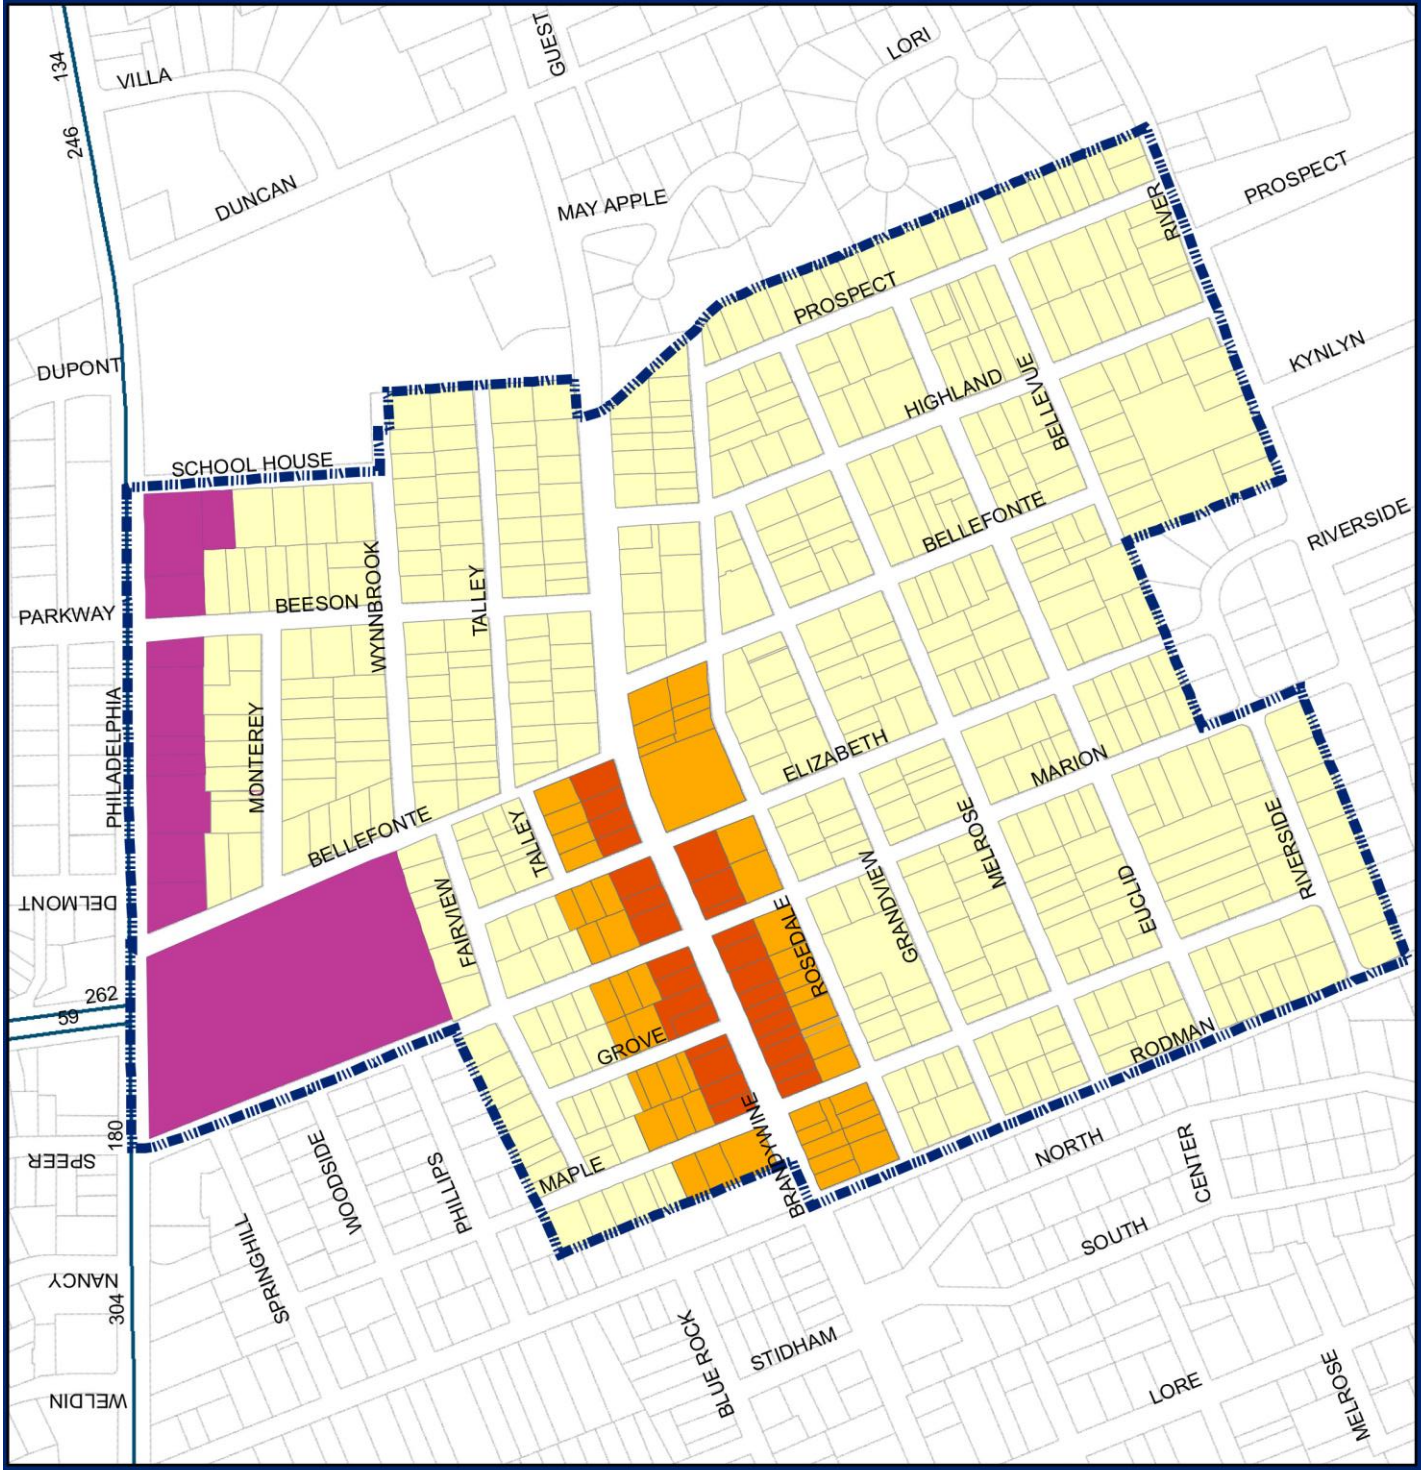 GUEST
LORI
134
VILLA
246
DUNCAN
MAY APPLE
PROSPECT
RIVER
PROSPECT
DUPONT
KYNLYN
HIGHLAND
BELLEVUE
SCHOOL HOUSE
BELLEFONTE
RIVERSIDE
WYNNBROOK
TALLEY
BEESON
PARKWAY
PHILADELPHIA
MONTEREY
ELIZABETH
MARION
BELLEFONTE
TALLEY
MELROSE
RIVERSIDE
GRANDVIEW
EUCLID
DELMONT
FAIRVIEW
ROSEDALE
262
59
GROVE
RODMAN
BRANDYWINE
180
SPEER
MAPLE
NORTH
CENTER
WOODSIDE
PHILLIPS
BRANDYWINE
SOUTH
SPRINGHILL
NANCY
304
BLUE ROCK
STIDHAM
WELDIN
LORE
MELROSE